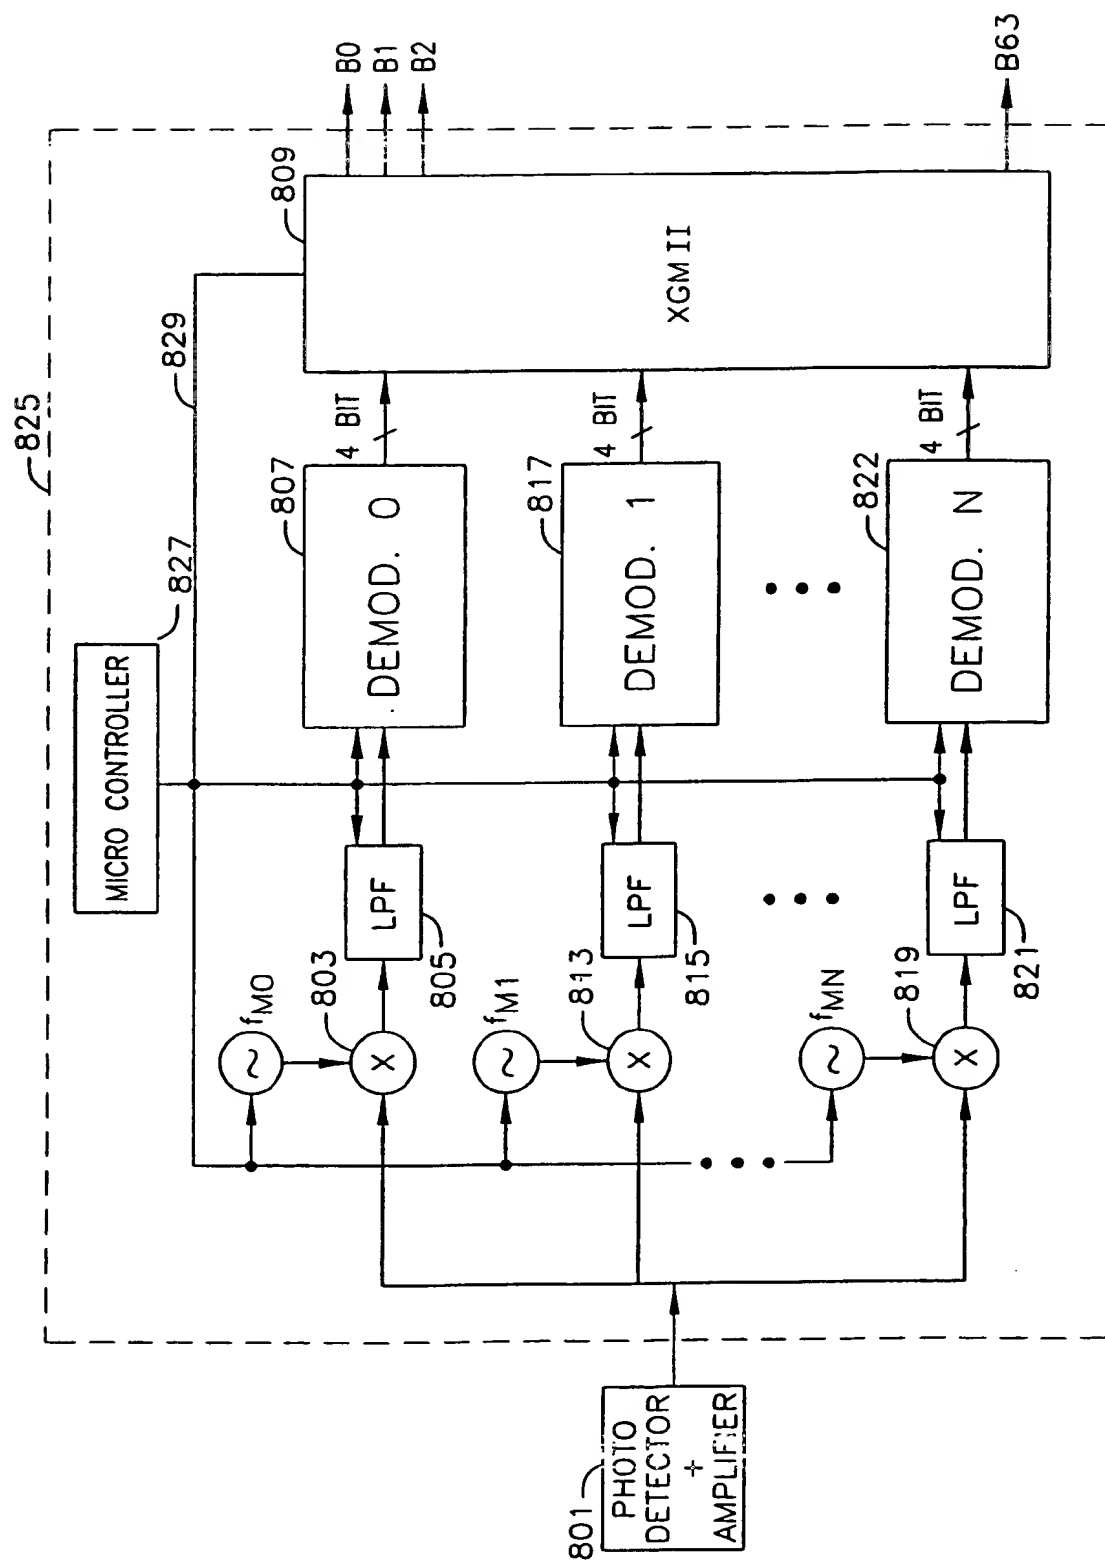 825
MICRO CONTROLLER
827
829
809
B0
B1
B2
B63
801
PHOTO
DETECTOR
+
AMPLIFIER
~
fM0
803
X
LPF
805
807
DEMOD. 0
4 BIT
~
fM1
813
X
LPF
815
817
DEMOD. 1
4 BIT
~
fMN
819
X
LPF
821
822
DEMOD. N
4 BIT
XGMII